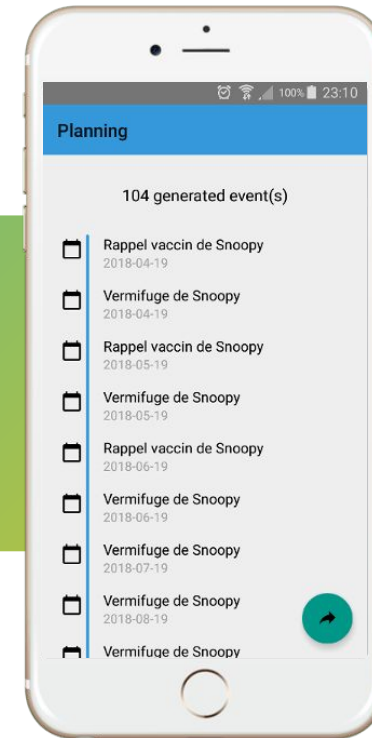 100% 23:10
Planning
104 generated event(s)
Rappel vaccin de Snoopy
2018-04-19
Vermifuge de Snoopy
2018-04-19
Rappel vaccin de Snoopy
2018-05-19
Vermifuge de Snoopy
2018-05-19
Rappel vaccin de Snoopy
2018-06-19
Vermifuge de Snoopy
2018-06-19
Vermifuge de Snoopy
2018-07-19
Vermifuge de Snoopy
2018-08-19
Vermifuge de Snoopy